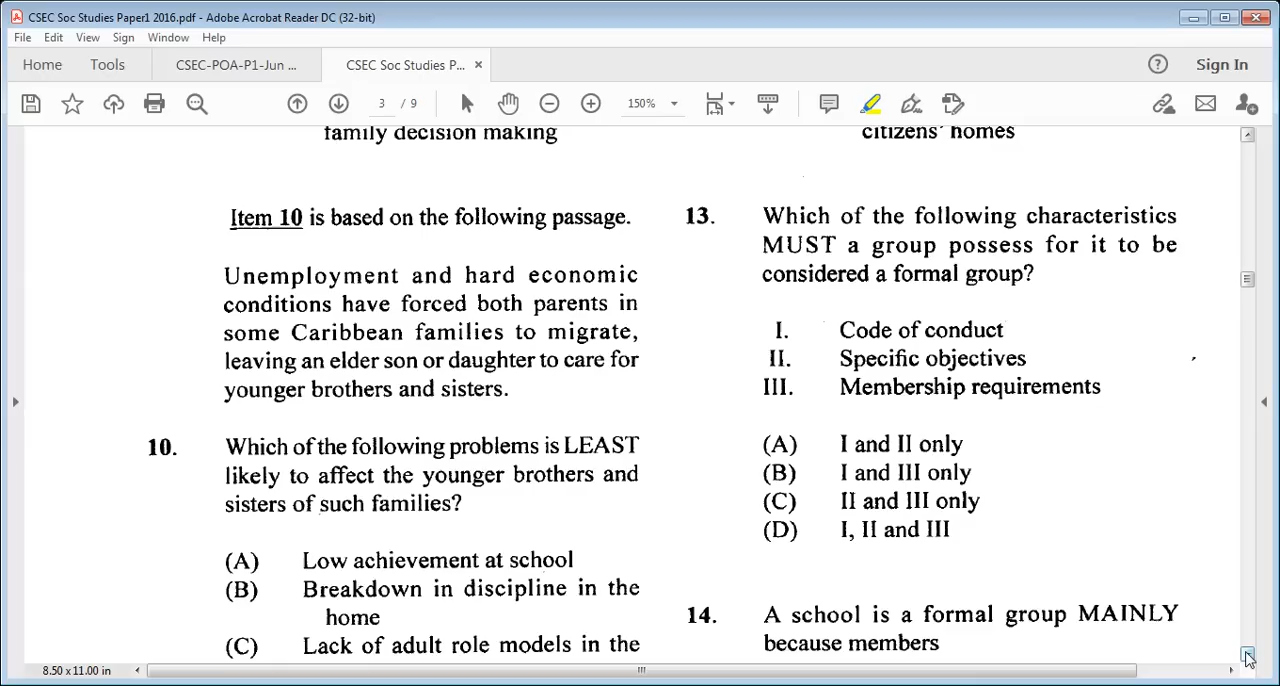 CSEC Soc Studies Paper1 2016.pdf - Adobe Acrobat Reader DC (32-bit)
File Edit View Sign Window Help
Home Tools CSEC-POA-P1-Jun ... CSEC Soc Studies P... × Sign In
3 / 9 150%
family decision making
Item 10 is based on the following passage.
Unemployment and hard economic
conditions have forced both parents in
some Caribbean families to migrate,
leaving an elder son or daughter to care for
younger brothers and sisters.
10. Which of the following problems is LEAST
likely to affect the younger brothers and
sisters of such families?
(A) Low achievement at school
(B) Breakdown in discipline in the
home
(C) Lack of adult role models in the
citizens' homes
13. Which of the following characteristics
MUST a group possess for it to be
considered a formal group?
I. Code of conduct
II. Specific objectives
III. Membership requirements
(A) I and II only
(B) I and III only
(C) II and III only
(D) I, II and III
14. A school is a formal group MAINLY
because members
8.50 x 11.00 in